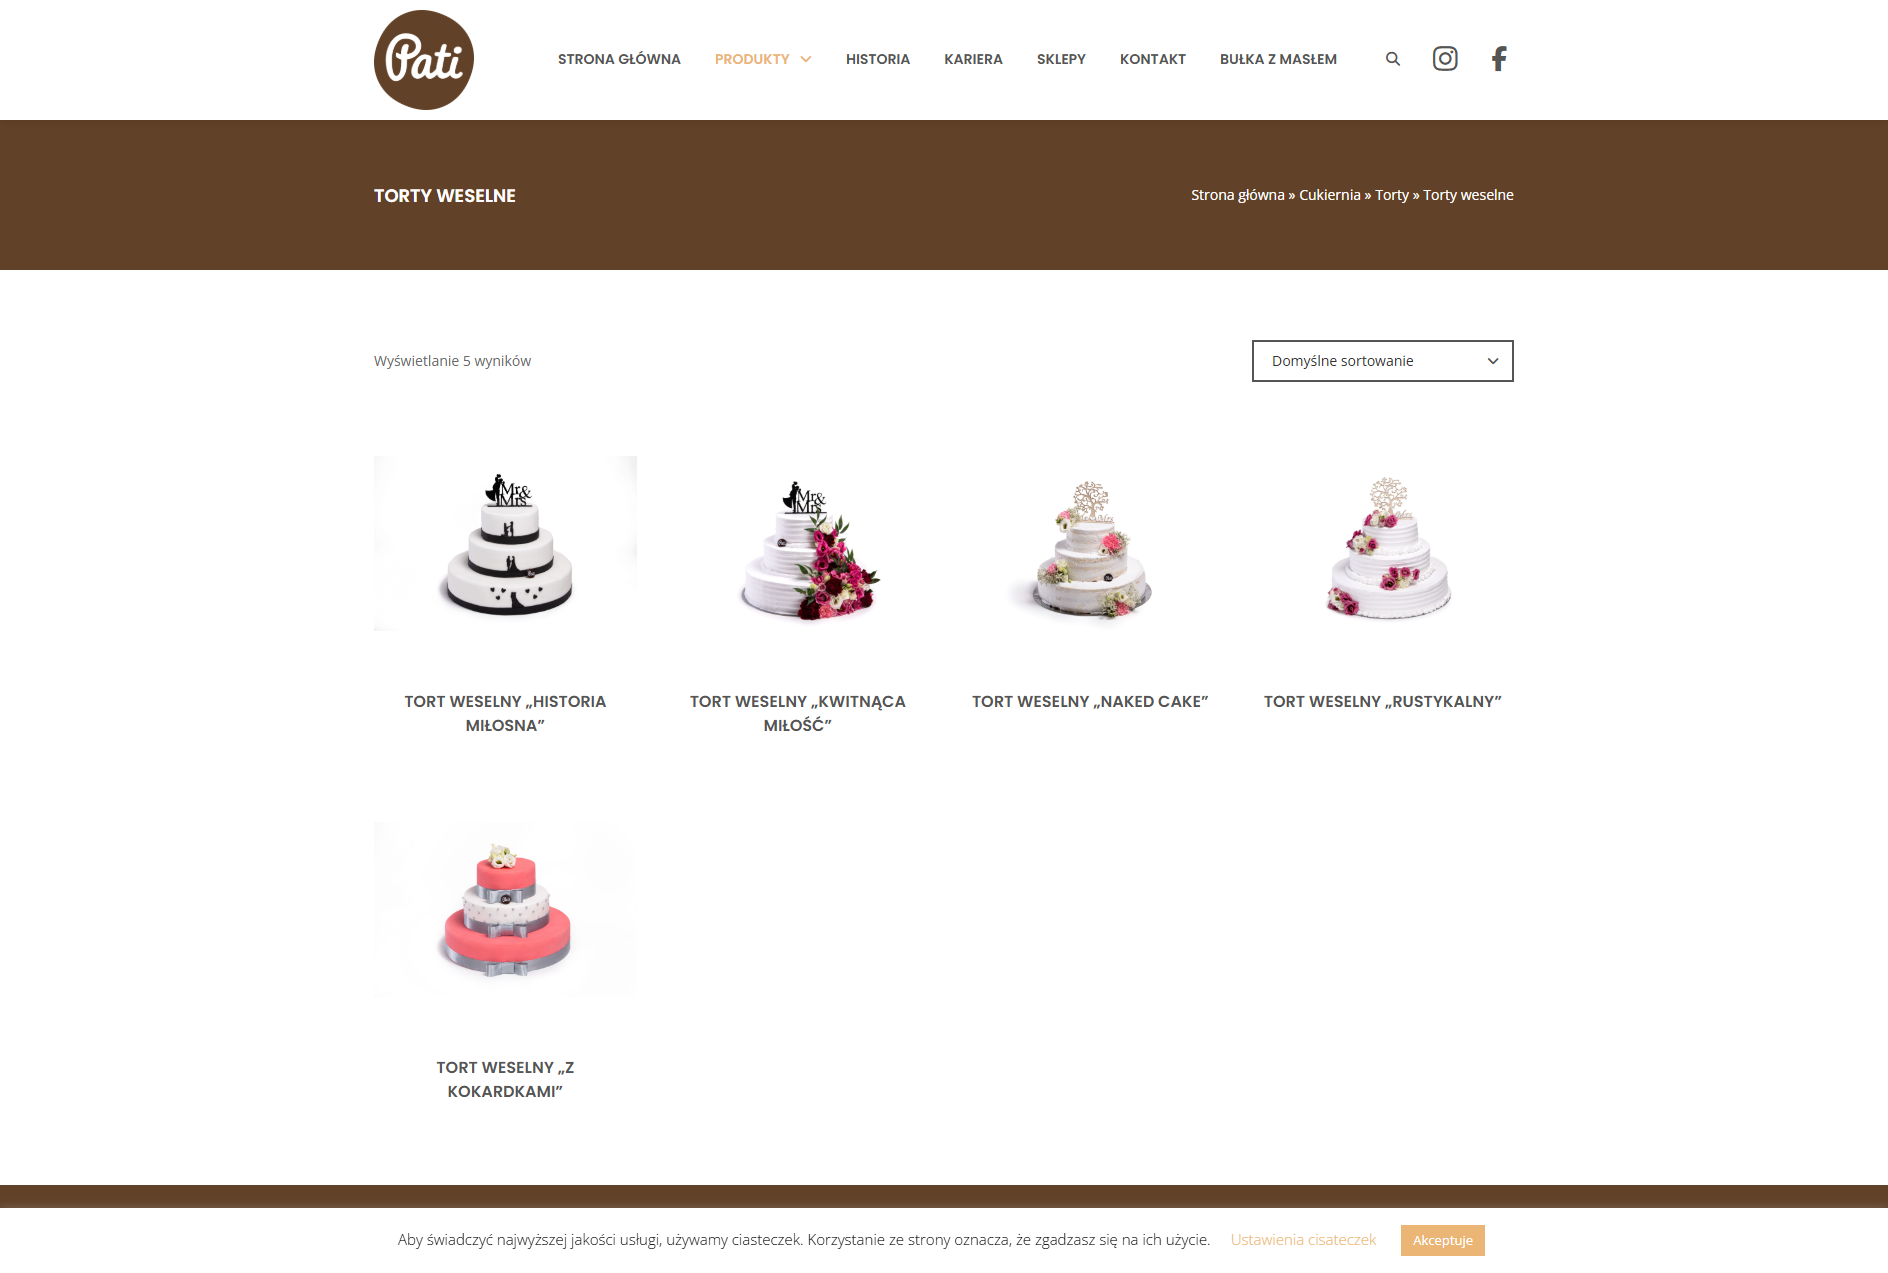 Pati
STRONA GŁÓWNA
PRODUKTY
HISTORIA
KARIERA
SKLEPY
KONTAKT
BUŁKA Z MASŁEM
TORTY WESELNE
Strona główna » Cukiernia » Torty » Torty weselne
Wyświetlanie 5 wyników
Domyślne sortowanie
Mr&
Mrs
Mr&
Mrs
TORT WESELNY „HISTORIA
MIŁOSNA”
TORT WESELNY „KWITNĄCA
MIŁOŚĆ”
TORT WESELNY „NAKED CAKE”
TORT WESELNY „RUSTYKALNY”
TORT WESELNY „Z
KOKARDKAMI”
Aby świadczyć najwyższej jakości usługi, używamy ciasteczek. Korzystanie ze strony oznacza, że zgadzasz się na ich użycie.
Ustawienia cisateczek
Akceptuje